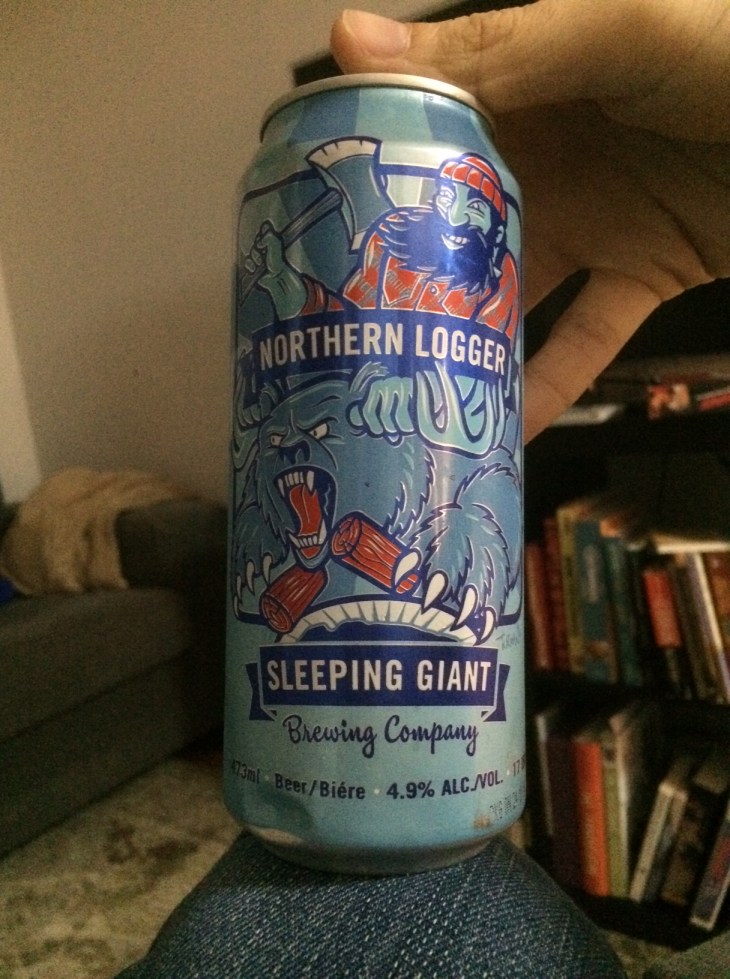 NORTHERN LOGGER
SLEEPING GIANT
Brewing Company
473ml • Beer/Biére • 4.9% ALC./VOL. •